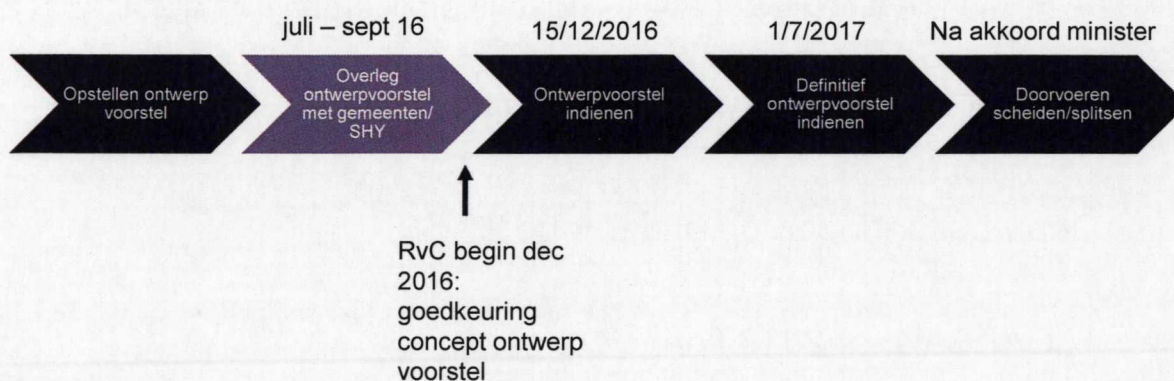 juli – sept 16
15/12/2016
1/7/2017
Na akkoord minister
Opstellen ontwerp
voorstel
Overleg
ontwerpvoorstel
met gemeenten/
SHY
Ontwerpvoorstel
indienen
Definitief
ontwerpvoorstel
indienen
Doorvoeren
scheiden/splitsen
RvC begin dec
2016:
goedkeuring
concept ontwerp
voorstel